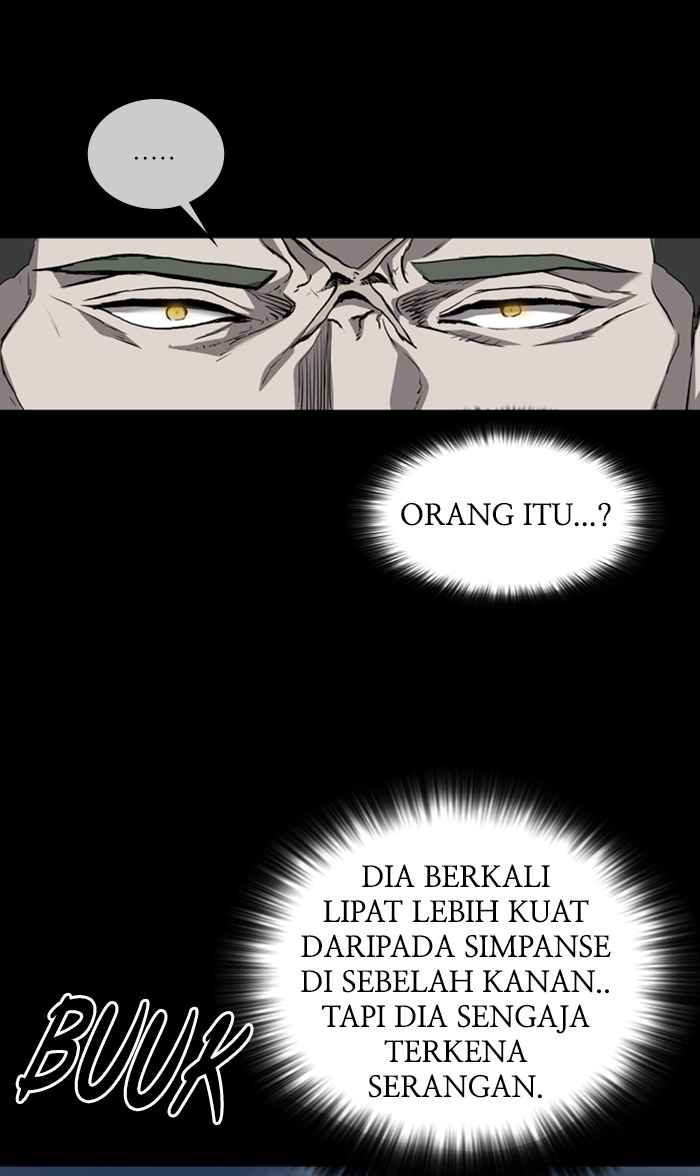 .....
ORANG ITU...?
DIA BERKALI
LIPAT LEBIH KUAT
DARIPADA SIMPANSE
DI SEBELAH KANAN..
TAPI DIA SENGAJA
TERKENA
SERANGAN.
BUUK